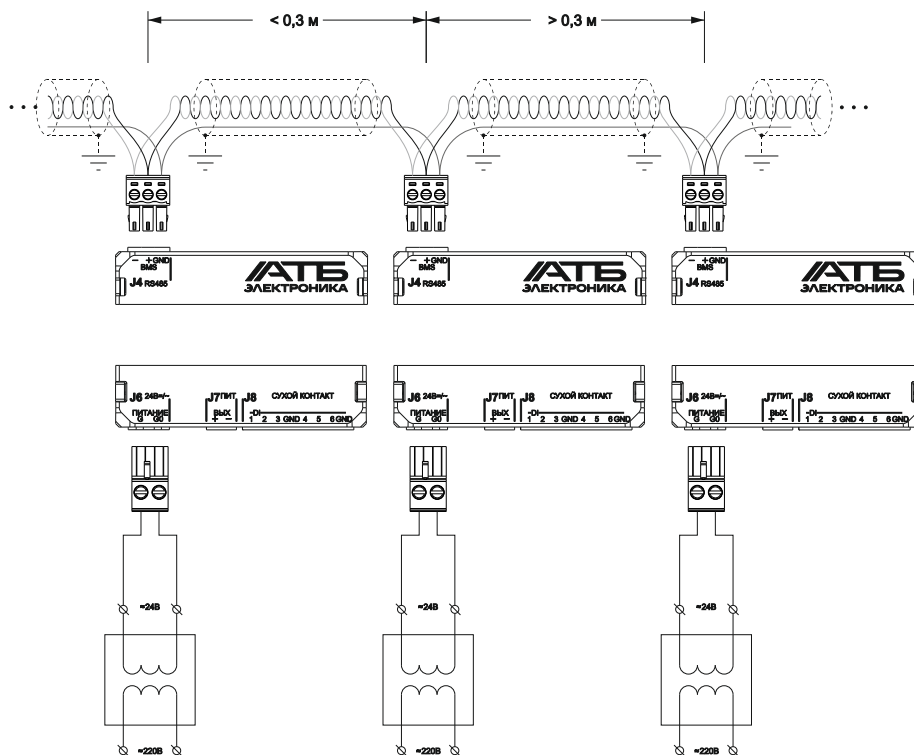 < 0,3 м > 0,3 м
− +GND
BMS
J4 RS485
АТБ
ЭЛЕКТРОНИКА
− +GND
BMS
J4 RS485
АТБ
ЭЛЕКТРОНИКА
− +GND
BMS
J4 RS485
АТБ
ЭЛЕКТРОНИКА
J6 24В=/~ J7 ПИТ J8 СУХОЙ КОНТАКТ
ПИТАНИЕ ВЫХ -DI
G G0 + − 1 2 3 GND 4 5 6 GND
J6 24В=/~ J7 ПИТ J8 СУХОЙ КОНТАКТ
ПИТАНИЕ ВЫХ -DI
G G0 + − 1 2 3 GND 4 5 6 GND
J6 24В=/~ J7 ПИТ J8 СУХОЙ КОНТАКТ
ПИТАНИЕ ВЫХ -DI
G G0 + − 1 2 3 GND 4 5 6 GND
≈24В ≈24В ≈24В
≈220В ≈220В ≈220В